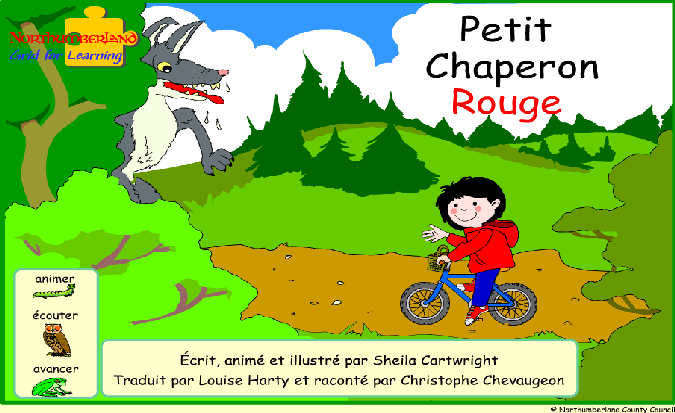 Northumberland
Grid for Learning
Petit
Chaperon
Rouge
animer
écouter
avancer
Écrit, animé et illustré par Sheila Cartwright
Traduit par Louise Harty et raconté par Christophe Chevaugeon
© Northumberland County Council